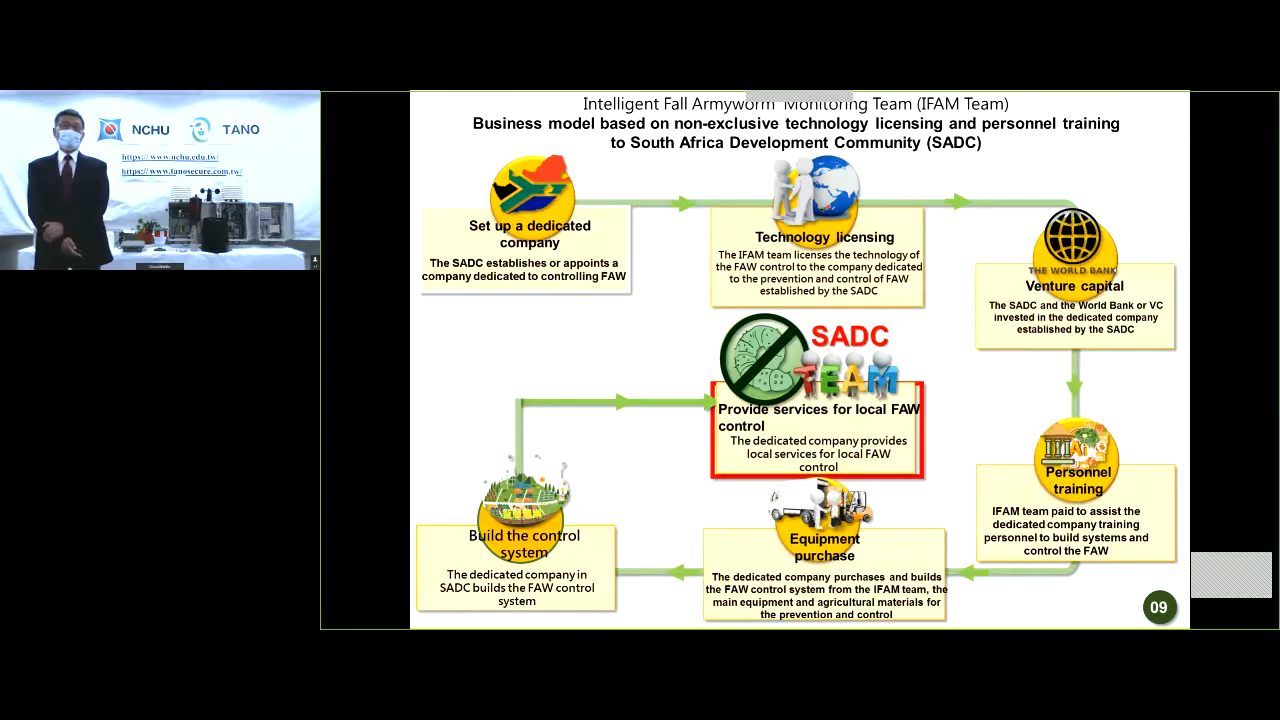 NCHU TANO
https://www.nchu.edu.tw/
https://www.tanosecure.com.tw/
Intelligent Fall Armyworm Monitoring Team (IFAM Team)
Business model based on non-exclusive technology licensing and personnel training
to South Africa Development Community (SADC)
Set up a dedicated
company
The SADC establishes or appoints a
company dedicated to controlling FAW
Technology licensing
The IFAM team licenses the technology of
the FAW control to the company dedicated
to the prevention and control of FAW
established by the SADC
THE WORLD BANK
Venture capital
The SADC and the World Bank or VC
invested in the dedicated company
established by the SADC
Personnel
training
IFAM team paid to assist the
dedicated company training
personnel to build systems and
control the FAW
Equipment
purchase
The dedicated company purchases and builds
the FAW control system from the IFAM team, the
main equipment and agricultural materials for
the prevention and control
Build the control
system
The dedicated company in
SADC builds the FAW control
system
SADC
TEAM
Provide services for local FAW
control
The dedicated company provides
local services for local FAW
control
09